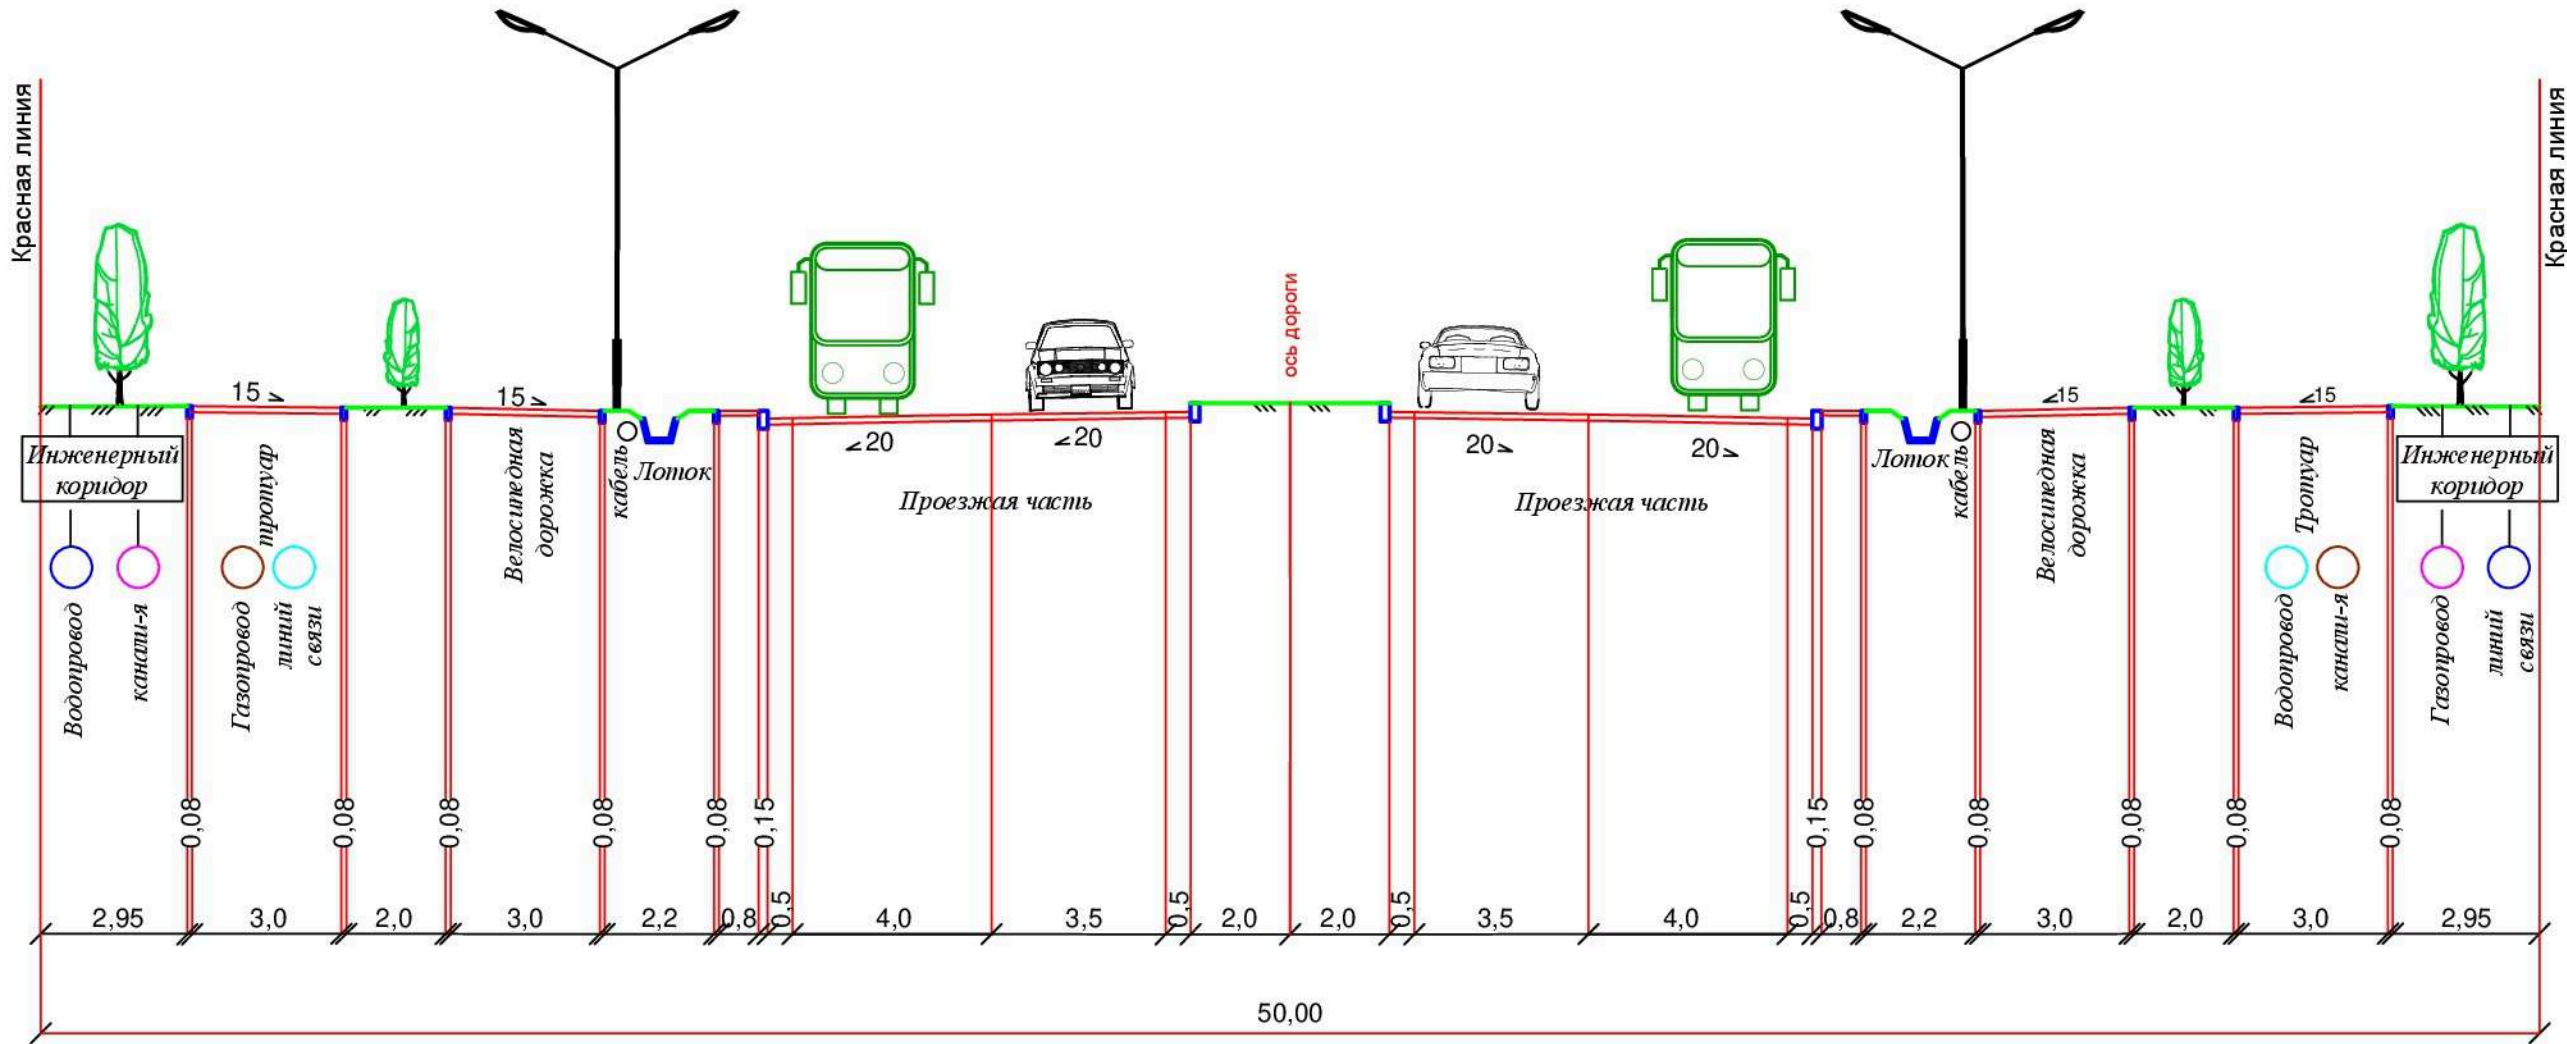 Красная линия
Красная линия
ось дороги
15
15
15
15
20
20
20
20
Инженерный
коридор
тротуар
Велосипедная
дорожка
кабель
Лоток
Проезжая часть
Проезжая часть
Лоток
кабель
Велосипедная
дорожка
Тротуар
Инженерный
коридор
Водопровод
канали-я
Газопровод
линий
связи
Водопровод
канали-я
Газопровод
линий
связи
0,08
0,08
0,08
0,08
0,08
0,15
0,15
0,08
0,08
0,08
0,08
0,08
2,95
3,0
2,0
3,0
2,2
0,8
0,5
4,0
3,5
0,5
2,0
2,0
0,5
3,5
4,0
0,5
0,8
2,2
3,0
2,0
3,0
2,95
50,00